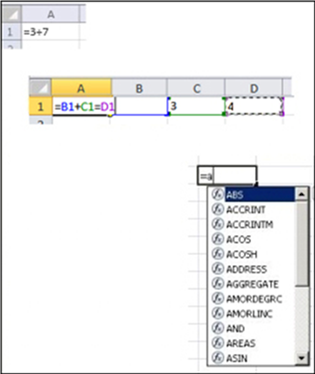 A
1 =3+7
A B C D
1 =B1+C1=D1 3 4
=a
ABS
ACCRINT
ACCRINTM
ACOS
ACOSH
ADDRESS
AGGREGATE
AMORDEGRC
AMORLINC
AND
AREAS
ASIN